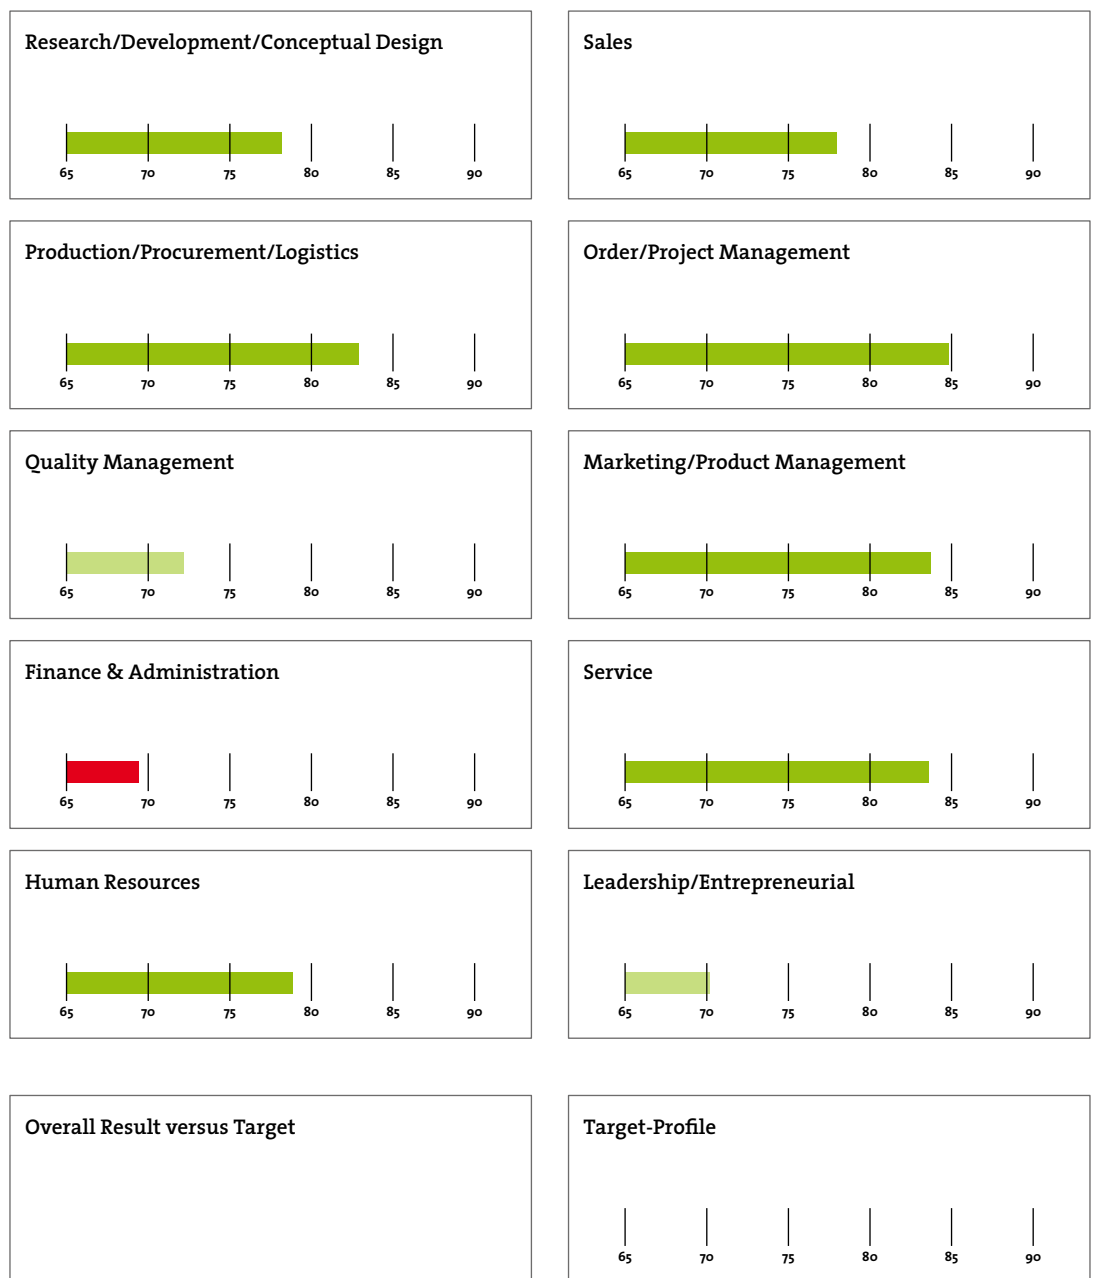 Research/Development/Conceptual Design
65 70 75 80 85 90
Sales
65 70 75 80 85 90
Production/Procurement/Logistics
65 70 75 80 85 90
Order/Project Management
65 70 75 80 85 90
Quality Management
65 70 75 80 85 90
Marketing/Product Management
65 70 75 80 85 90
Finance & Administration
65 70 75 80 85 90
Service
65 70 75 80 85 90
Human Resources
65 70 75 80 85 90
Leadership/Entrepreneurial
65 70 75 80 85 90
Overall Result versus Target
Target-Profile
65 70 75 80 85 90